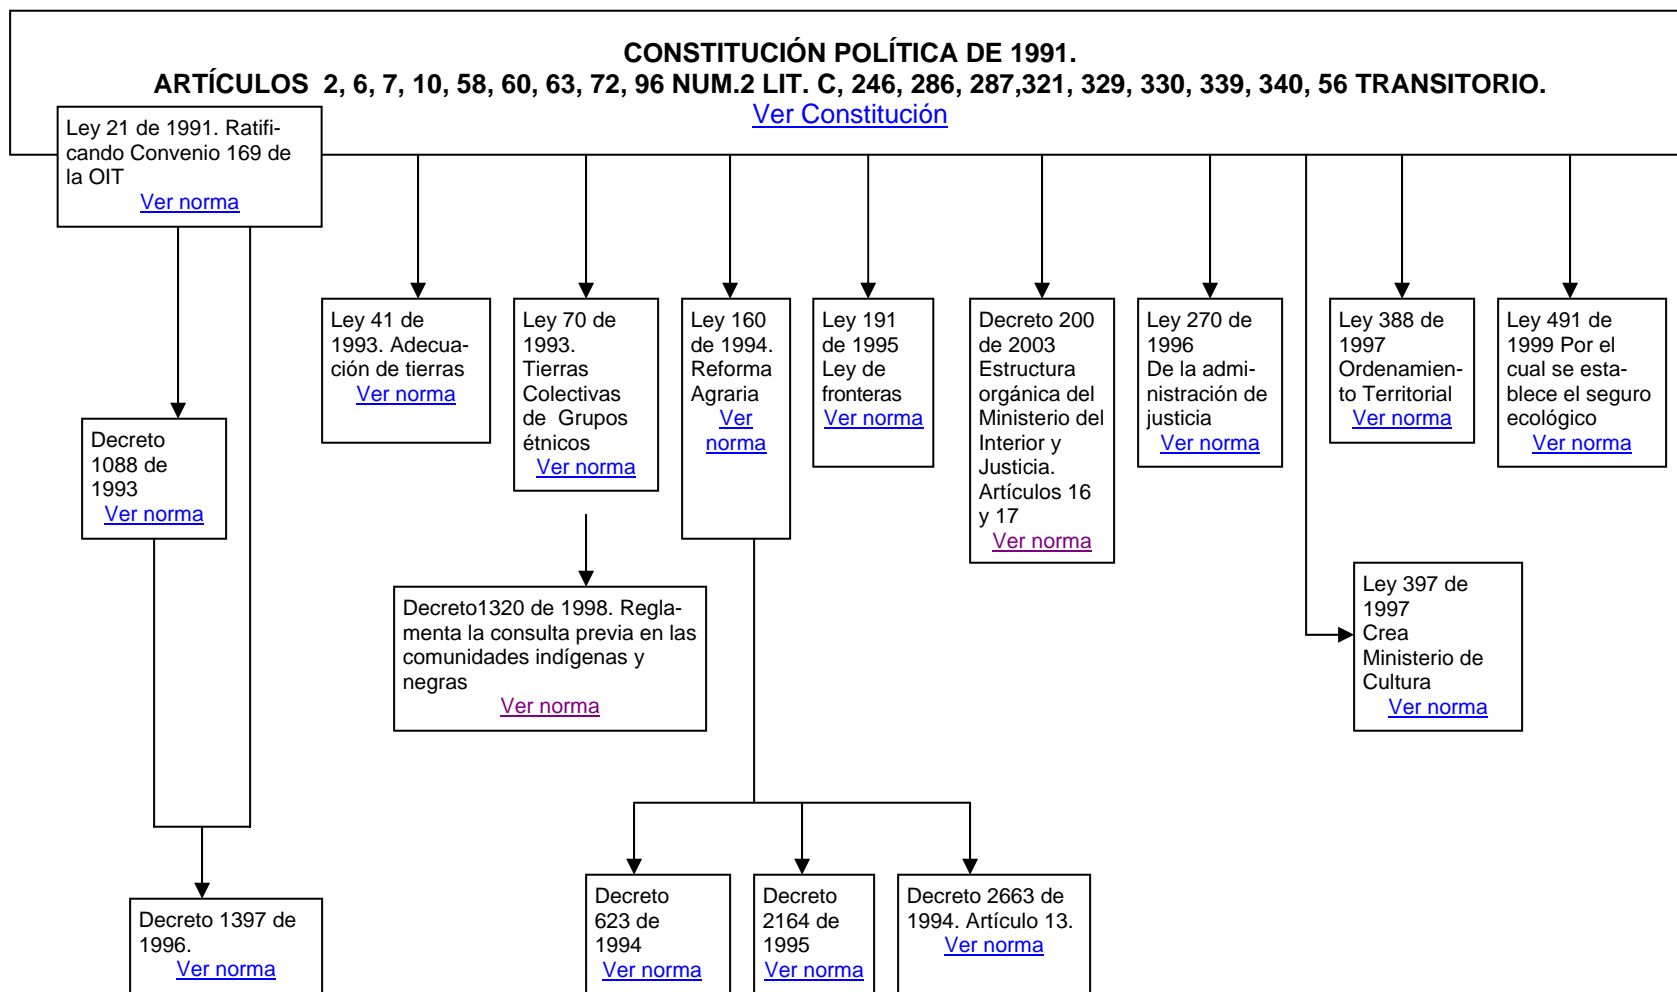 CONSTITUCIÓN POLÍTICA DE 1991.
ARTÍCULOS 2, 6, 7, 10, 58, 60, 63, 72, 96 NUM.2 LIT. C, 246, 286, 287,321, 329, 330, 339, 340, 56 TRANSITORIO.
Ver Constitución
Ley 21 de 1991. Ratifi-
cando Convenio 169 de
la OIT
Ver norma
Ley 41 de
1993. Adecua-
ción de tierras
Ver norma
Ley 70 de
1993.
Tierras
Colectivas
de Grupos
étnicos
Ver norma
Ley 160
de 1994.
Reforma
Agraria
Ver
norma
Ley 191
de 1995
Ley de
fronteras
Ver norma
Decreto 200
de 2003
Estructura
orgánica del
Ministerio del
Interior y
Justicia.
Artículos 16
y 17
Ver norma
Ley 270 de
1996
De la admi-
nistración de
justicia
Ver norma
Ley 388 de
1997
Ordenamien-
to Territorial
Ver norma
Ley 491 de
1999 Por el
cual se esta-
blece el seguro
ecológico
Ver norma
Decreto
1088 de
1993
Ver norma
Decreto1320 de 1998. Regla-
menta la consulta previa en las
comunidades indígenas y
negras
Ver norma
Ley 397 de
1997
Crea
Ministerio de
Cultura
Ver norma
Decreto 1397 de
1996.
Ver norma
Decreto
623 de
1994
Ver norma
Decreto
2164 de
1995
Ver norma
Decreto 2663 de
1994. Artículo 13.
Ver norma